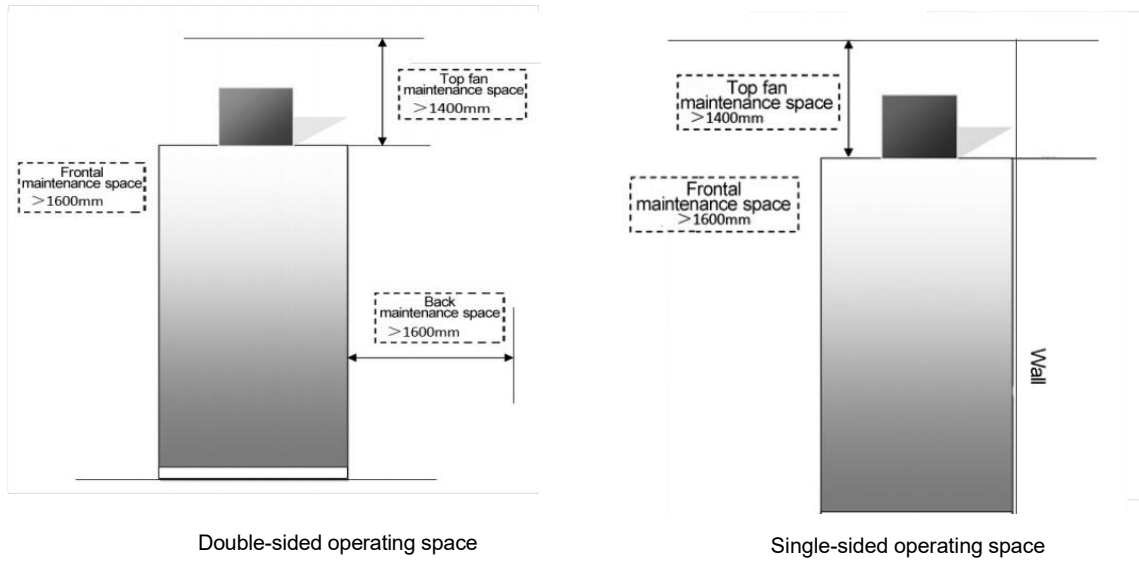 Top fan
maintenance space
＞1400mm
Frontal
maintenance space
＞1600mm
Back
maintenance space
＞1600mm
Double-sided operating space
Top fan
maintenance space
＞1400mm
Frontal
maintenance space
＞1600mm
Wall
Single-sided operating space